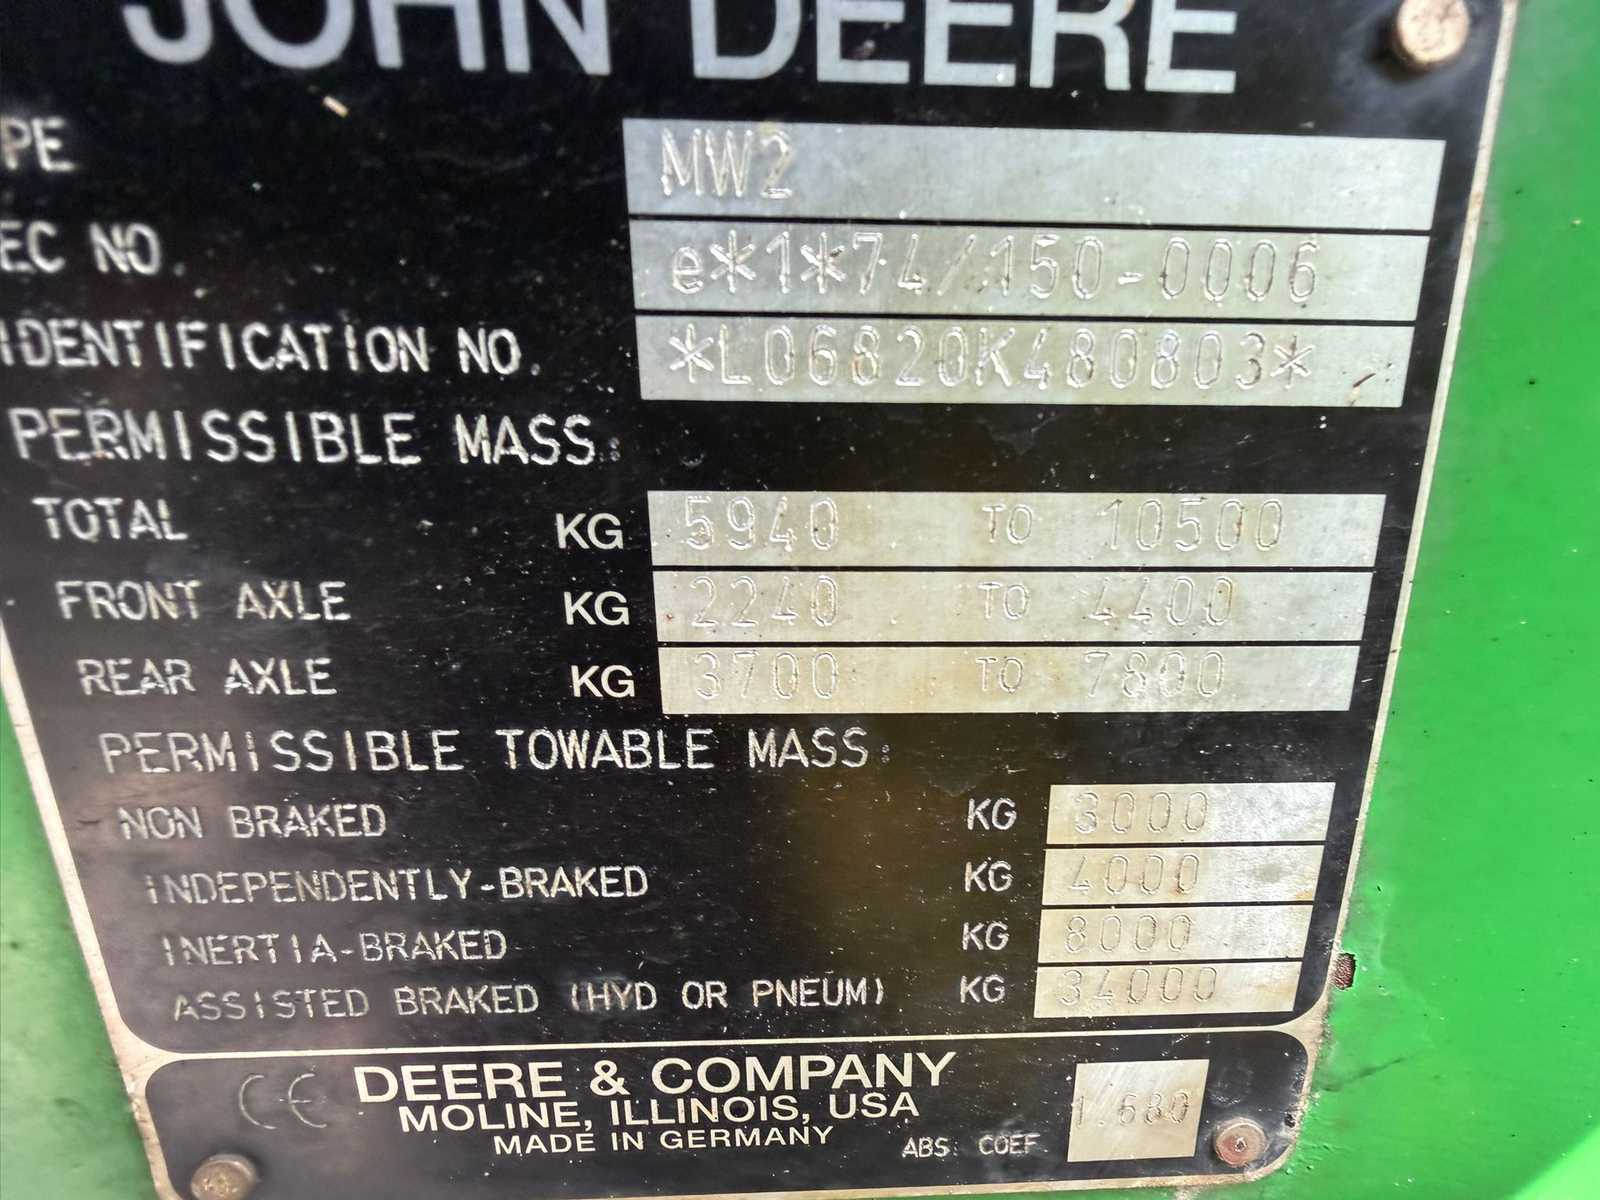 JOHN DEERE
PE MW2
EC NO. e*1*74/150-0006
IDENTIFICATION NO. *L06820K480803*
PERMISSIBLE MASS:
TOTAL KG 5940 TO 10500
FRONT AXLE KG 2240 TO 4400
REAR AXLE KG 3700 TO 7800
PERMISSIBLE TOWABLE MASS:
NON BRAKED KG 3000
INDEPENDENTLY-BRAKED KG 4000
INERTIA-BRAKED KG 8000
ASSISTED BRAKED (HYD OR PNEUM) KG 34000
CE DEERE & COMPANY
MOLINE, ILLINOIS, USA
MADE IN GERMANY ABS. COEF. 1.680